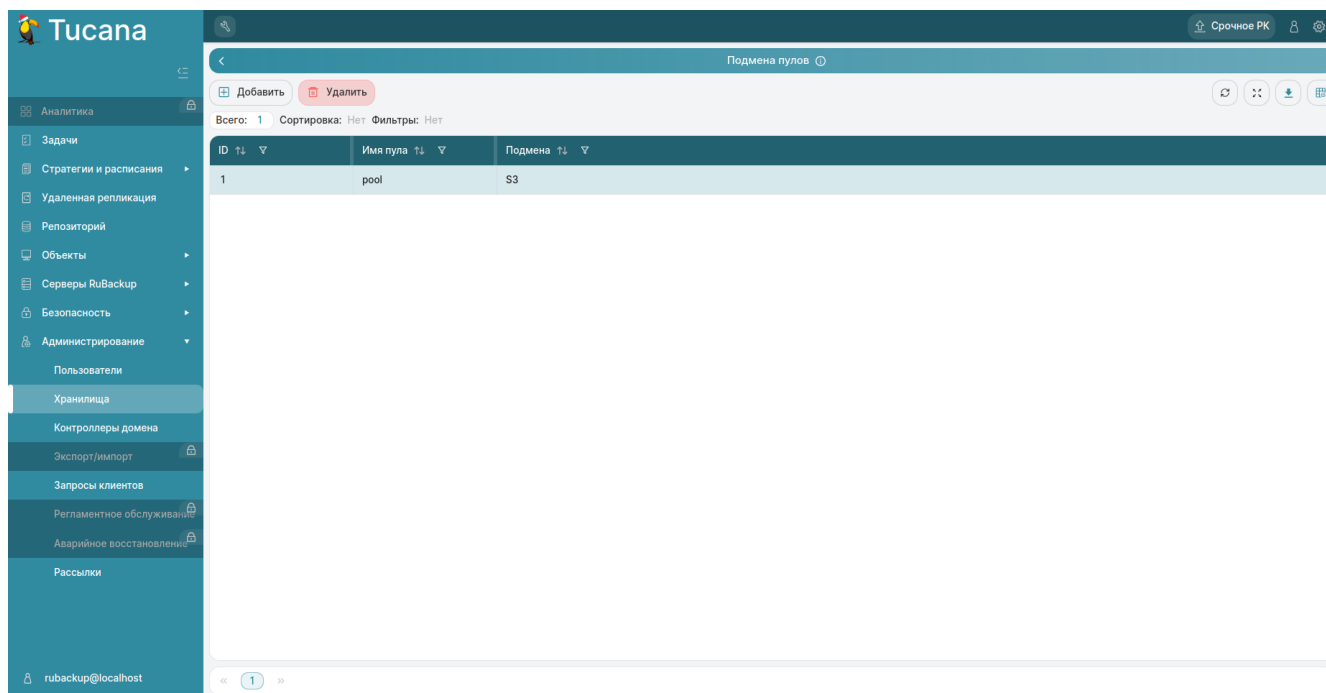 Tucana
Срочное РК
Подмена пулов
Добавить
Удалить
Всего: 1 Сортировка: Нет Фильтры: Нет
ID Имя пула Подмена
1 pool S3
Аналитика
Задачи
Стратегии и расписания
Удаленная репликация
Репозиторий
Объекты
Серверы RuBackup
Безопасность
Администрирование
Пользователи
Хранилища
Контроллеры домена
Экспорт/импорт
Запросы клиентов
Регламентное обслуживание
Аварийное восстановление
Рассылки
rubackup@localhost
« 1 »